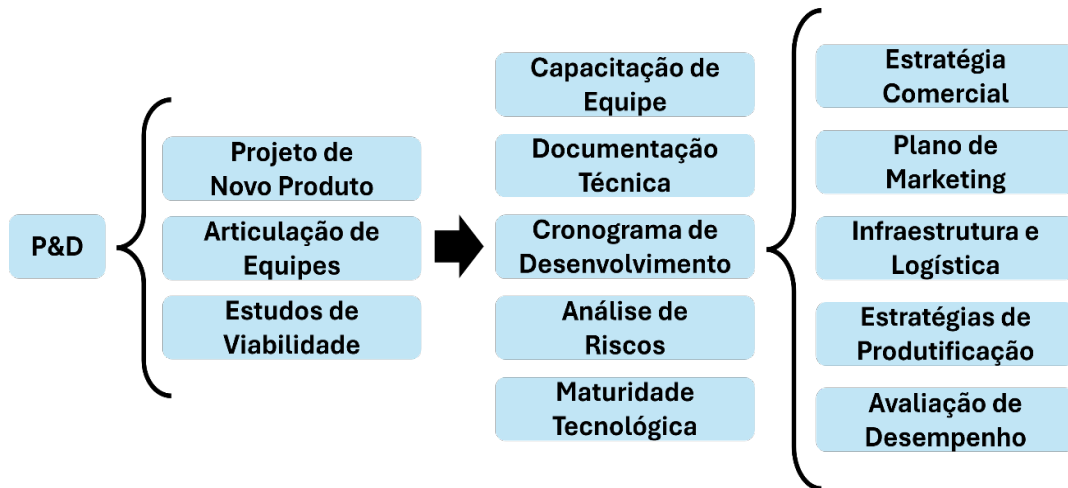 P&D
Projeto de
Novo Produto
Articulação de
Equipes
Estudos de
Viabilidade
Capacitação de
Equipe
Documentação
Técnica
Cronograma de
Desenvolvimento
Análise de
Riscos
Maturidade
Tecnológica
Estratégia
Comercial
Plano de
Marketing
Infraestrutura e
Logística
Estratégias de
Produtificação
Avaliação de
Desempenho